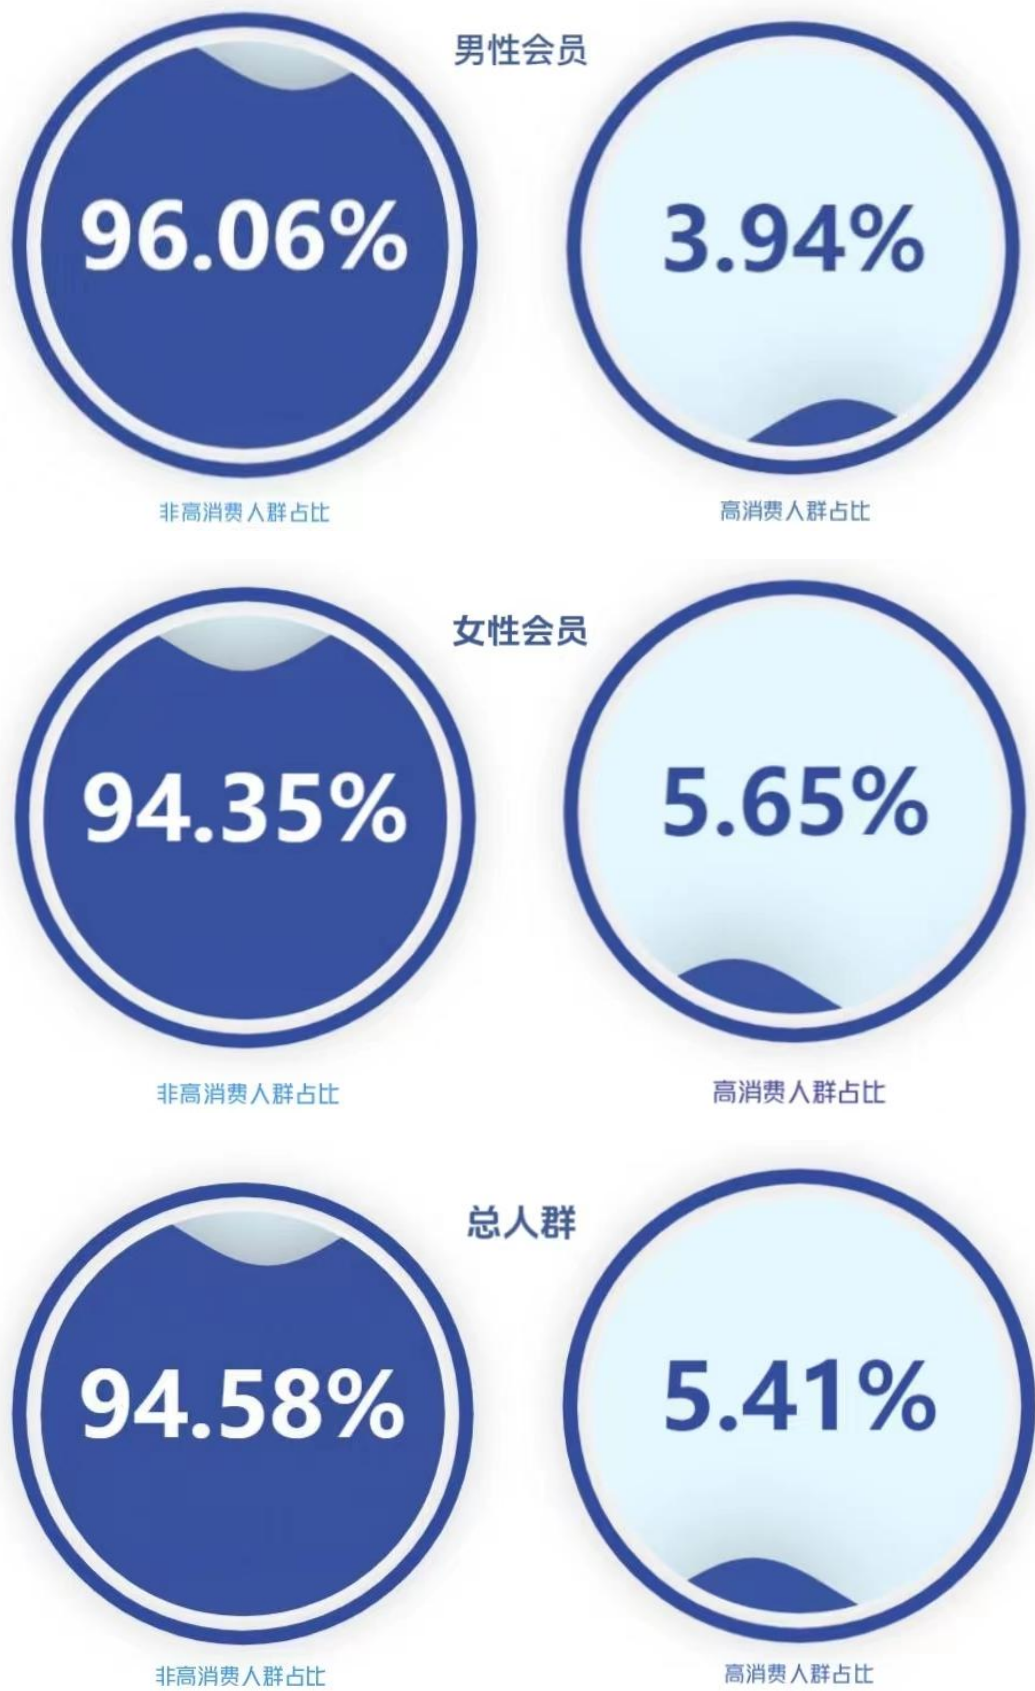 男性会员
96.06%
3.94%
非高消费人群占比
高消费人群占比
女性会员
94.35%
5.65%
非高消费人群占比
高消费人群占比
总人群
94.58%
5.41%
非高消费人群占比
高消费人群占比